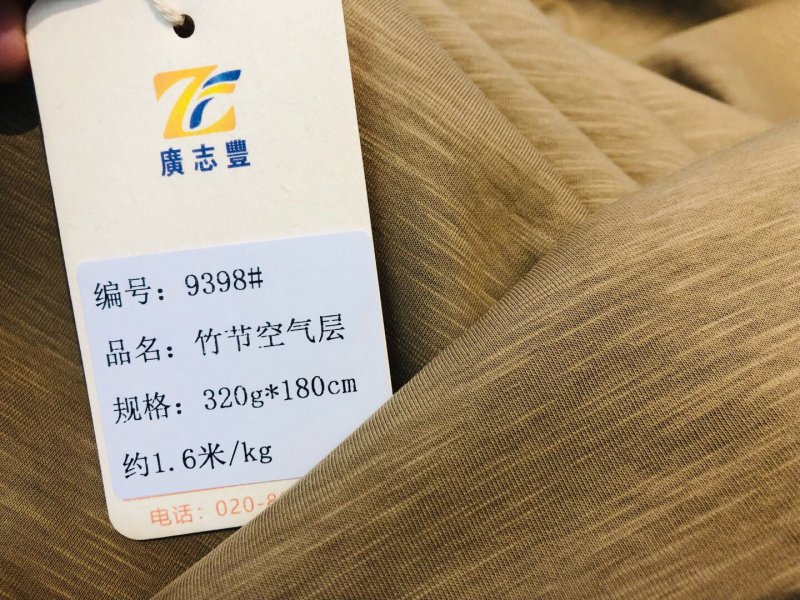 廣志豐
编号：9398#
品名：竹节空气层
规格：320g*180cm
约1.6米/kg
电话：020-8